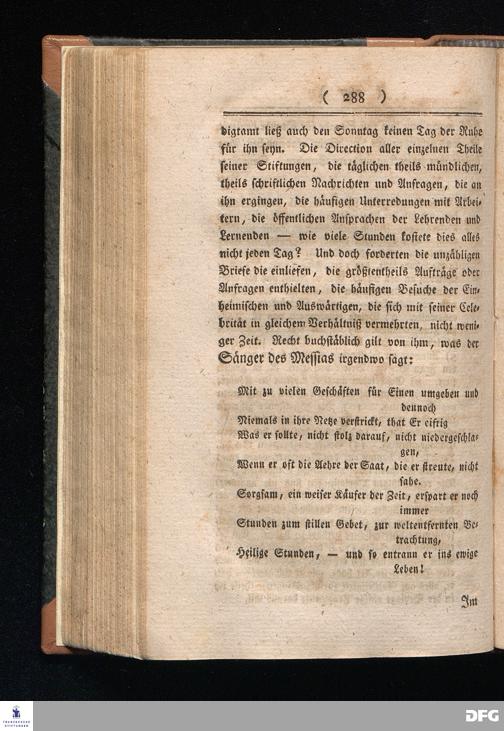 ( 288 )
digtamt ließ auch den Sonntag keinen Tag der Ruhe
für ihn seyn. Die Direction aller einzelnen Theile
seiner Stiftungen, die täglichen theils mündlichen,
theils schriftlichen Nachrichten und Anfragen, die an
ihn ergingen, die häufigen Unterredungen mit Arbei-
tern, die öffentlichen Ansprachen der Lehrenden und
Lernenden — wie viele Stunden kostete dies alles
nicht jeden Tag? Und doch forderten die unzähligen
Briefe die einliefen, die größtentheils Aufträge oder
Anfragen enthielten, die häufigen Besuche der Ein-
heimischen und Auswärtigen, die sich mit seiner Cele-
brität in gleichem Verhältniß vermehrten, nicht weni-
ger Zeit. Recht buchstäblich gilt von ihm, was der
Sänger des Messias irgendwo sagt:
Mit zu vielen Geschäften für Einen umgeben und
dennoch
Niemals in ihre Netze verstrickt, that Er eifrig
Was er sollte, nicht stolz darauf, nicht niedergeschla-
gen,
Wenn er oft die Aehre der Saat, die er streute, nicht
sahe.
Sorgsam, ein weiser Käufer der Zeit, erspart er noch
immer
Stunden zum stillen Gebet, zur weltentfernten Be-
trachtung,
Heilige Stunden, — und so entrann er ins ewige
Leben!
Im
FRANCKESCHE
STIFTUNGEN
DFG